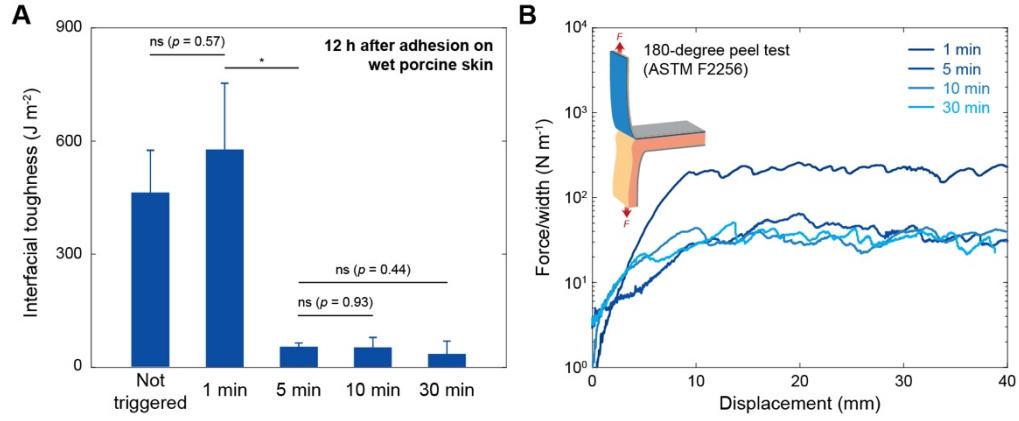 A
900
600
300
0
Interfacial toughness (J m⁻²)
ns (p = 0.57)
*
12 h after adhesion on
wet porcine skin
ns (p = 0.44)
ns (p = 0.93)
Not
triggered
1 min
5 min
10 min
30 min
B
10⁴
10³
10²
10¹
10⁰
Force/width (N m⁻¹)
F
180-degree peel test
(ASTM F2256)
F
1 min
5 min
10 min
30 min
0
10
20
30
40
Displacement (mm)